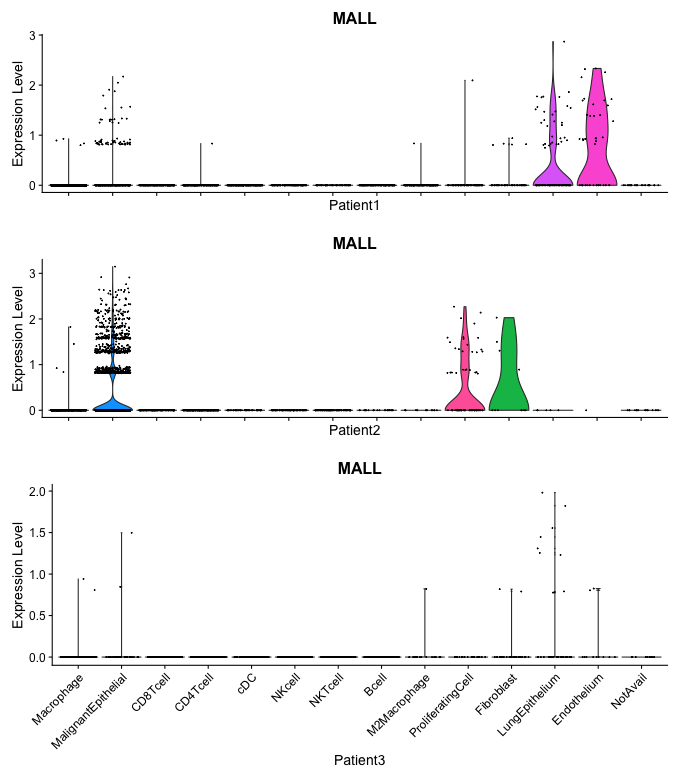 MALL
3
2
1
0
Expression Level
Patient1
MALL
3
2
1
0
Expression Level
Patient2
MALL
2.0
1.5
1.0
0.5
0.0
Expression Level
Macrophage
MalignantEpithelial
CD8Tcell
CD4Tcell
cDC
NKcell
NKTcell
Bcell
M2Macrophage
ProliferatingCell
Fibroblast
LungEpithelium
Endothelium
NotAvail
Patient3